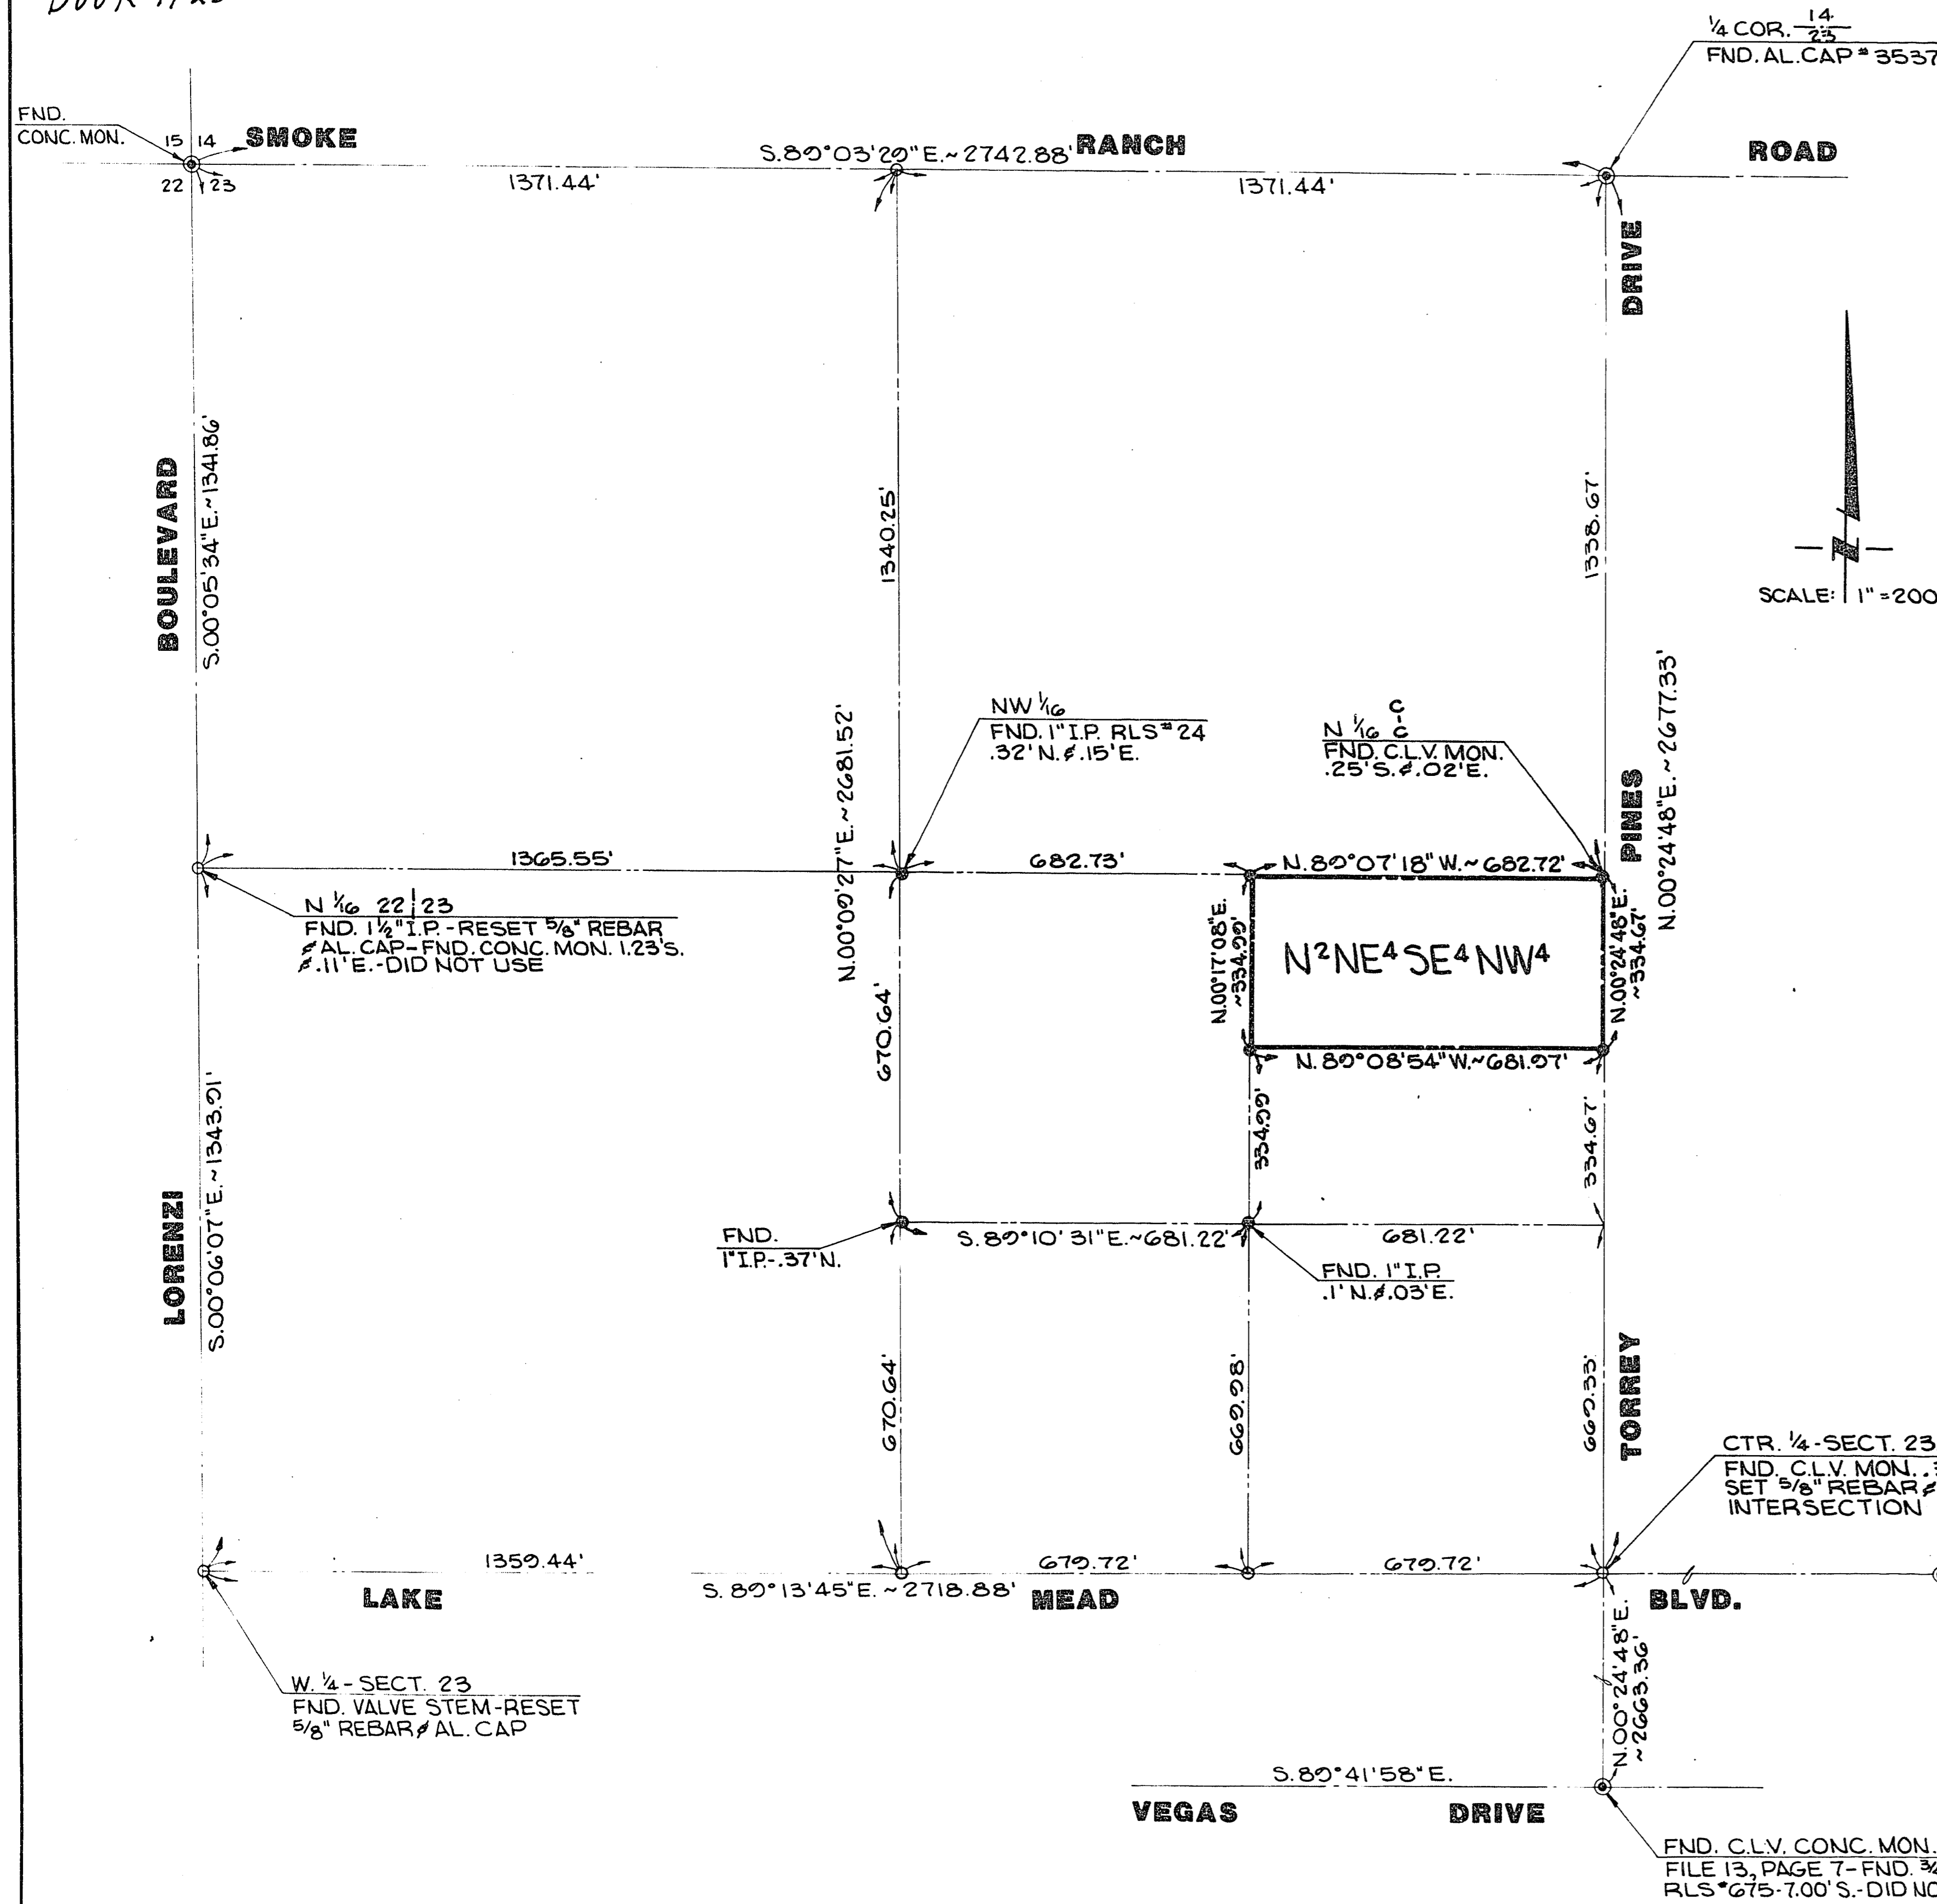 1/4 COR. 14/23
FND. AL. CAP # 3537
FND.
CONC. MON.
15 14
22 23
SMOKE
RANCH
ROAD
S.89°03'29"E.~2742.88'
1371.44'
1371.44'
DRIVE
BOULEVARD
S.00°05'34"E.~1341.86'
1340.25'
1338.67'
SCALE: 1"=200
N
NW 1/16
FND. 1" I.P. RLS #24
.32' N. & .15' E.
C
N 1/16 C
FND. C.L.V. MON.
.25' S. & .02' E.
N.00°09'27"E.~2681.52'
PINES
N.00°24'48"E.~2677.33'
1365.55'
682.73'
N.89°07'18"W.~682.72'
N 1/16 22|23
FND. 1 1/2" I.P.-RESET 5/8" REBAR
& AL. CAP-FND. CONC. MON. 1.23'S.
& .11' E.-DID NOT USE
N.00°17'08"E.
~334.99'
N²NE⁴SE⁴NW⁴
N.00°24'48"E.
~334.67'
670.64'
N.89°08'54"W.~681.97'
334.99'
334.67'
LORENZI
S.00°06'07"E.~1343.91'
FND.
1" I.P.-.37'N.
S.89°10'31"E.~681.22'
681.22'
FND. 1" I.P.
.1' N. & .03' E.
670.64'
669.98'
669.33'
TORREY
CTR. 1/4-SECT. 23
FND. C.L.V. MON.
SET 5/8" REBAR &
INTERSECTION
1359.44'
679.72'
679.72'
LAKE
S.89°13'45"E.~2718.88'
MEAD
BLVD.
W. 1/4 - SECT. 23
FND. VALVE STEM-RESET
5/8" REBAR & AL. CAP
N.00°24'48"E.
~2663.36'
S.89°41'58"E.
VEGAS
DRIVE
FND. C.L.V. CONC. MON.
FILE 13, PAGE 7-FND.
RLS #675-7.00' S.-DID